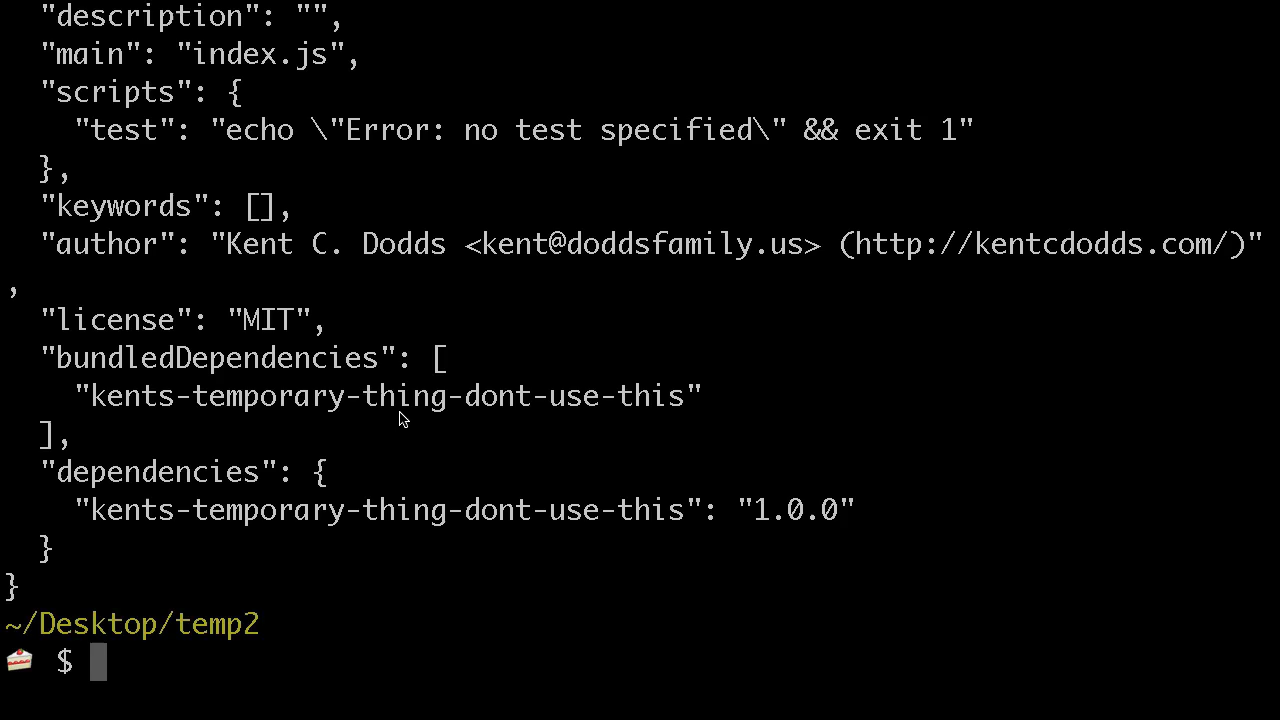 "description": "",
"main": "index.js",
"scripts": {
"test": "echo \"Error: no test specified\" && exit 1"
},
"keywords": [],
"author": "Kent C. Dodds <kent@doddsfamily.us> (http://kentcdodds.com/)"
,
"license": "MIT",
"bundledDependencies": [
"kents-temporary-thing-dont-use-this"
],
"dependencies": {
"kents-temporary-thing-dont-use-this": "1.0.0"
}
}
~/Desktop/temp2
🍰 $